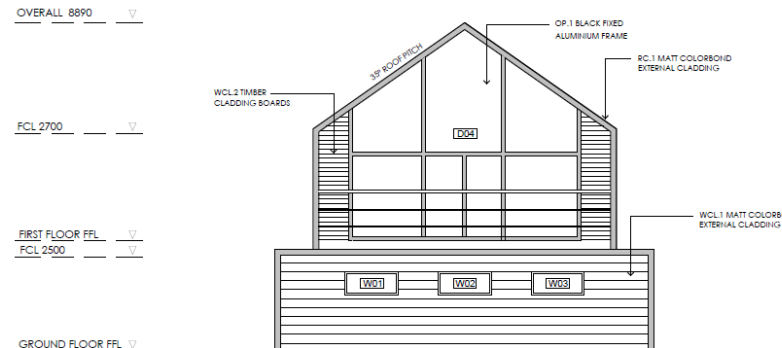 OVERALL 8890
OP.1 BLACK FIXED
ALUMINIUM FRAME
35° ROOF PITCH
RC.1 MATT COLORBOND
EXTERNAL CLADDING
WCL.2 TIMBER
CLADDING BOARDS
FCL 2700
D04
WCL.1 MATT COLORB
EXTERNAL CLADDING
FIRST FLOOR FFL
FCL 2500
W01
W02
W03
GROUND FLOOR FFL